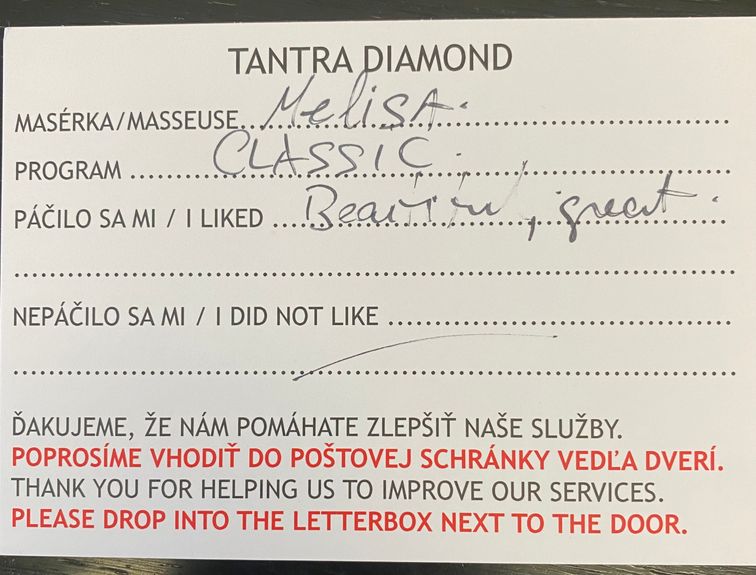 TANTRA DIAMOND
MASÉRKA/MASSEUSE Melisa.
PROGRAM CLASSIC.
PÁČILO SA MI / I LIKED Beautiful, great.
NEPÁČILO SA MI / I DID NOT LIKE
ĎAKUJEME, ŽE NÁM POMÁHATE ZLEPŠIŤ NAŠE SLUŽBY.
POPROSÍME VHODIŤ DO POŠTOVEJ SCHRÁNKY VEDĽA DVERÍ.
THANK YOU FOR HELPING US TO IMPROVE OUR SERVICES.
PLEASE DROP INTO THE LETTERBOX NEXT TO THE DOOR.